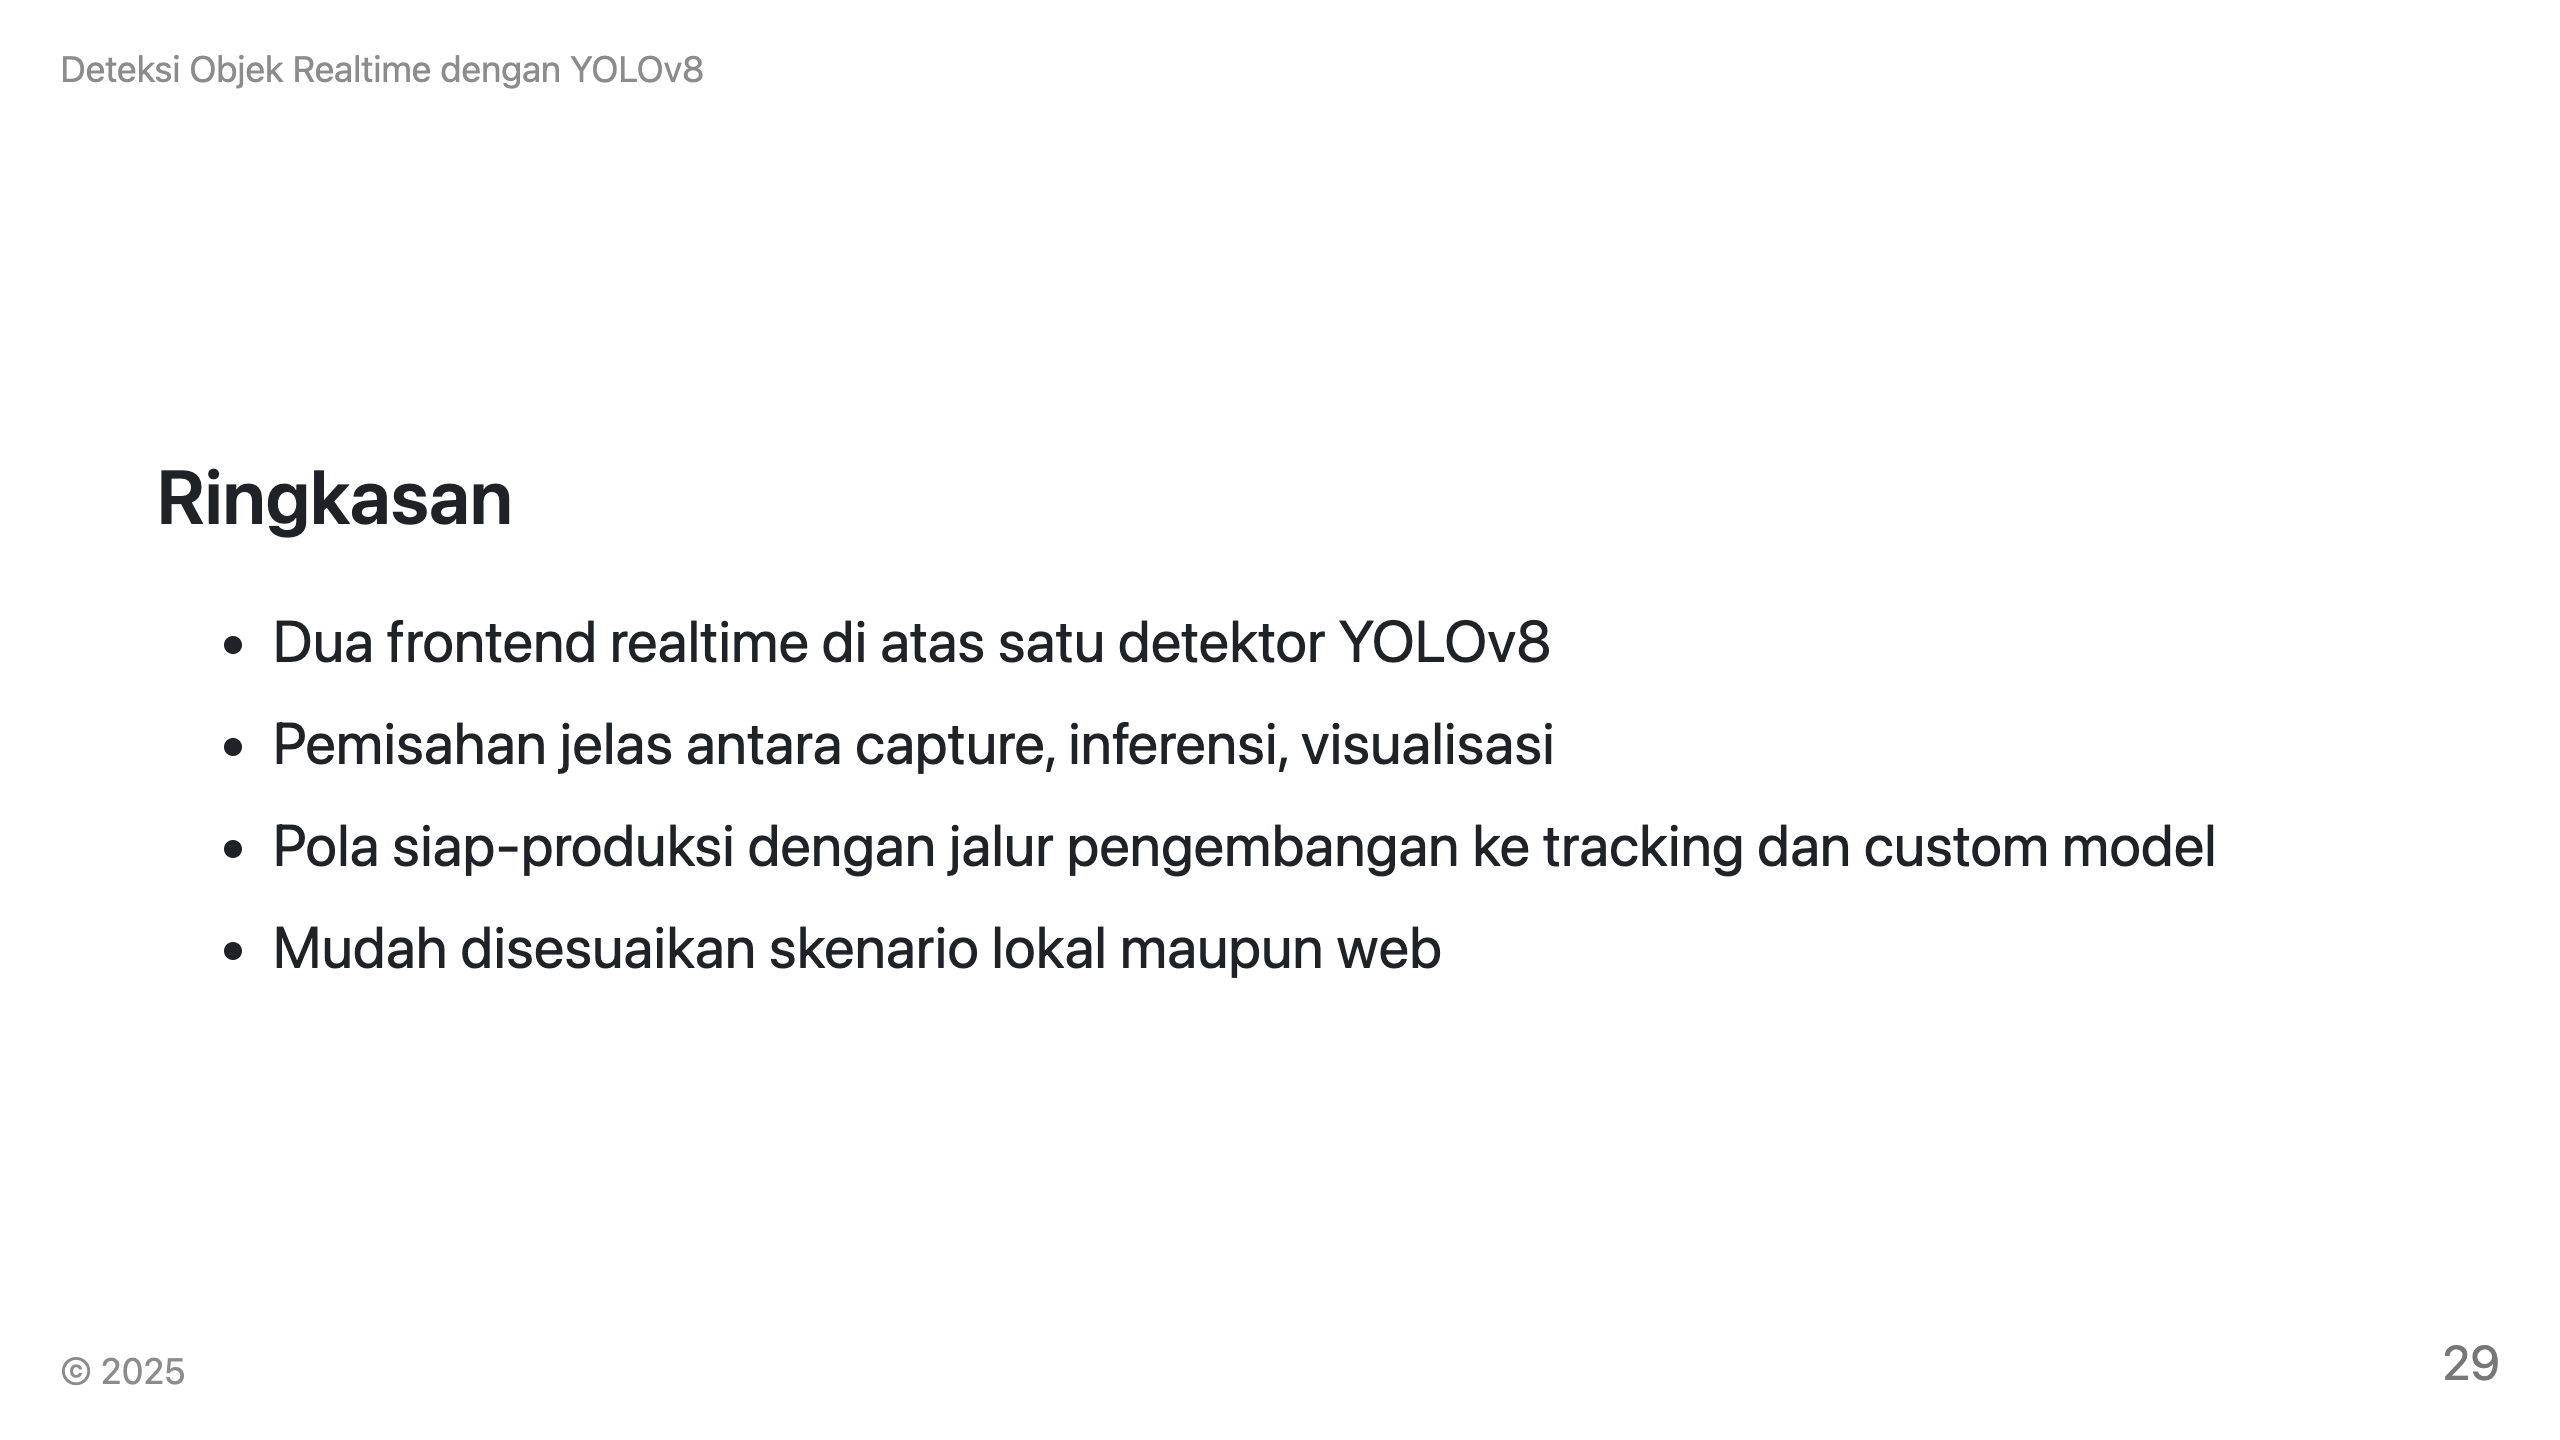 Deteksi Objek Realtime dengan YOLOv8
Ringkasan
• Dua frontend realtime di atas satu detektor YOLOv8
• Pemisahan jelas antara capture, inferensi, visualisasi
• Pola siap-produksi dengan jalur pengembangan ke tracking dan custom model
• Mudah disesuaikan skenario lokal maupun web
© 2025
29